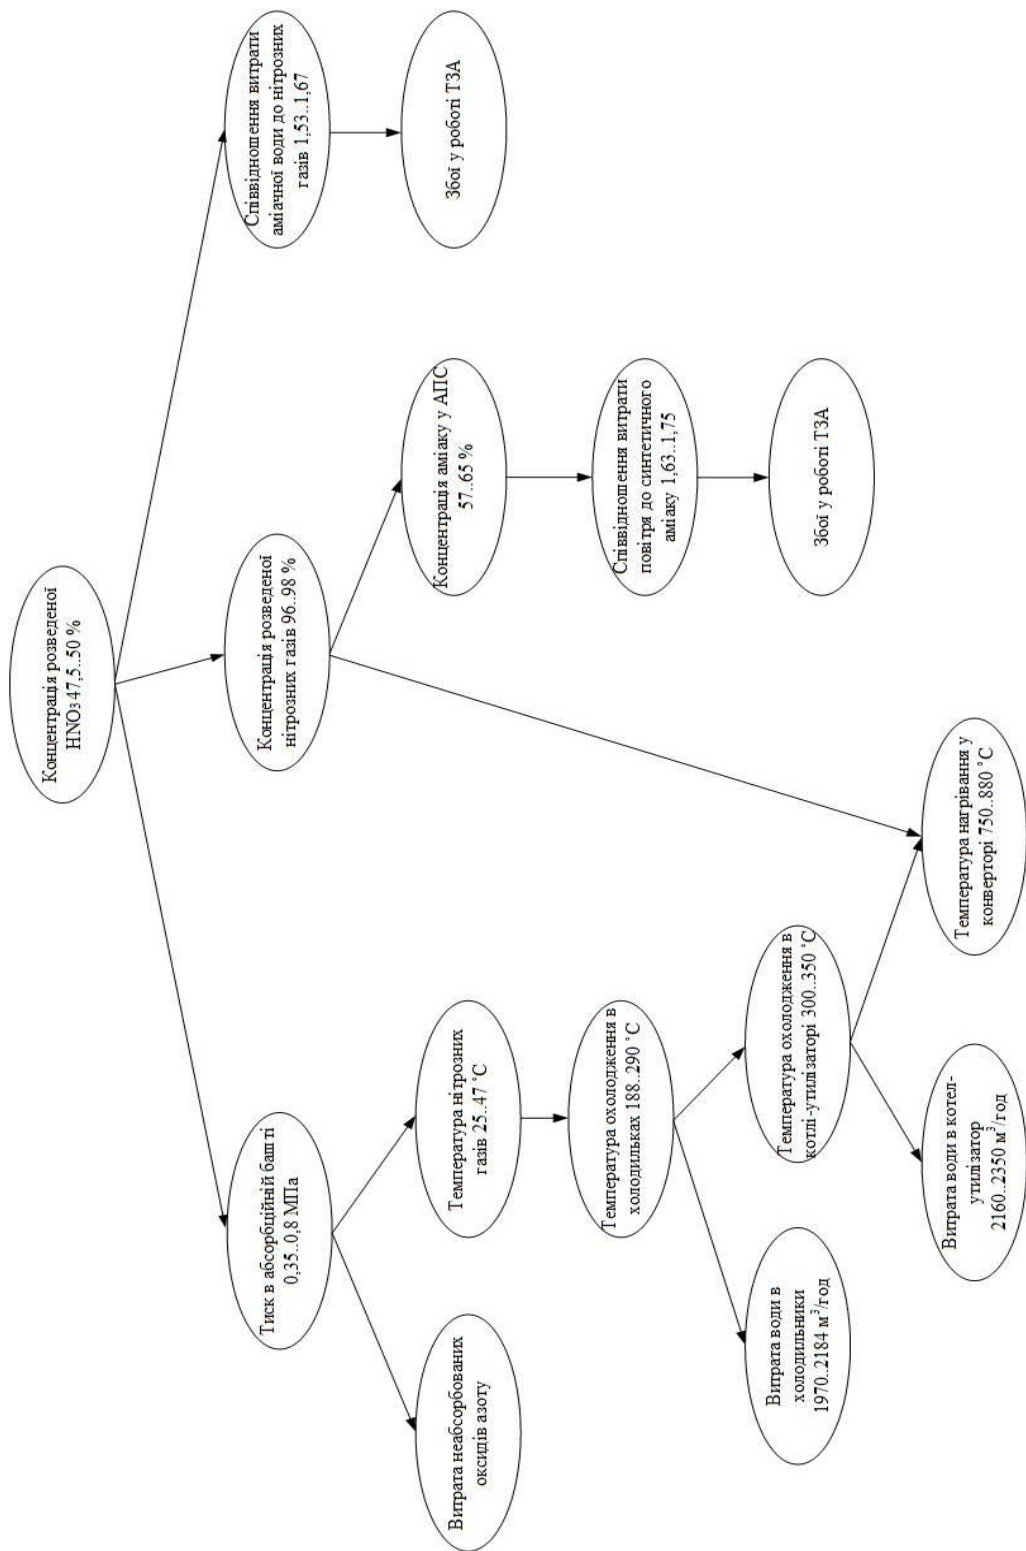 Концентрація розведеної
HNO₃ 47,5..50 %
Тиск в абсорбційній башті
0,35..0,8 МПа
Концентрація розведеної
нітрозних газів 96..98 %
Співвідношення витрати
аміачної води до нітрозних
газів 1,53..1,67
Витрата неабсорбованих
оксидів азоту
Температура нітрозних
газів 25..47 ˚С
Концентрація аміаку у АПС
57..65 %
Збої у роботі ТЗА
Температура охолодження в
холодильках 188..290 ˚С
Співвідношення витрати
повітря до синтетичного
аміаку 1,63..1,75
Витрата води в
холодильники
1970..2184 м³/год
Температура охолодження в
котлі-утилізаторі 300..350 ˚С
Збої у роботі ТЗА
Витрата води в котел-
утилізатор
2160..2350 м³/год
Температура нагрівання у
конверторі 750..880 ˚С